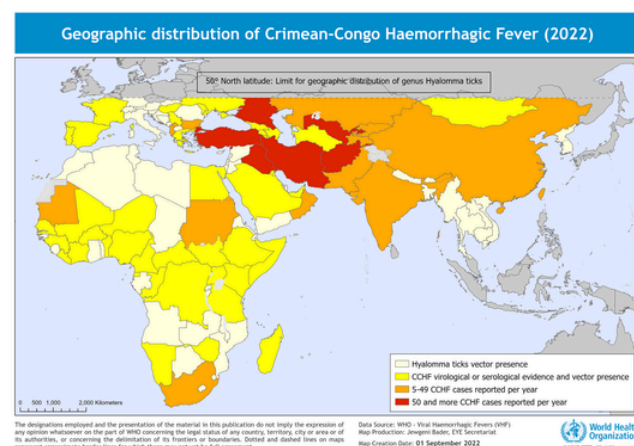 Geographic distribution of Crimean-Congo Haemorrhagic Fever (2022)
50° North latitude: Limit for geographic distribution of genus Hyalomma ticks
Hyalomma ticks vector presence
CCHF virological or serological evidence and vector presence
5-49 CCHF cases reported per year
50 and more CCHF cases reported per year
0 500 1,000 2,000 Kilometers
The designations employed and the presentation of the material in this publication do not imply the expression of
any opinion whatsoever on the part of WHO concerning the legal status of any country, territory, city or area or of
its authorities, or concerning the delimitation of its frontiers or boundaries. Dotted and dashed lines on maps
Data Source: WHO - Viral Haemorrhagic Fevers (VHF)
Map Production: Jewgeni Bader, EYE Secretariat
Map Creation Date: 01 September 2022
World Healt
Organizatio